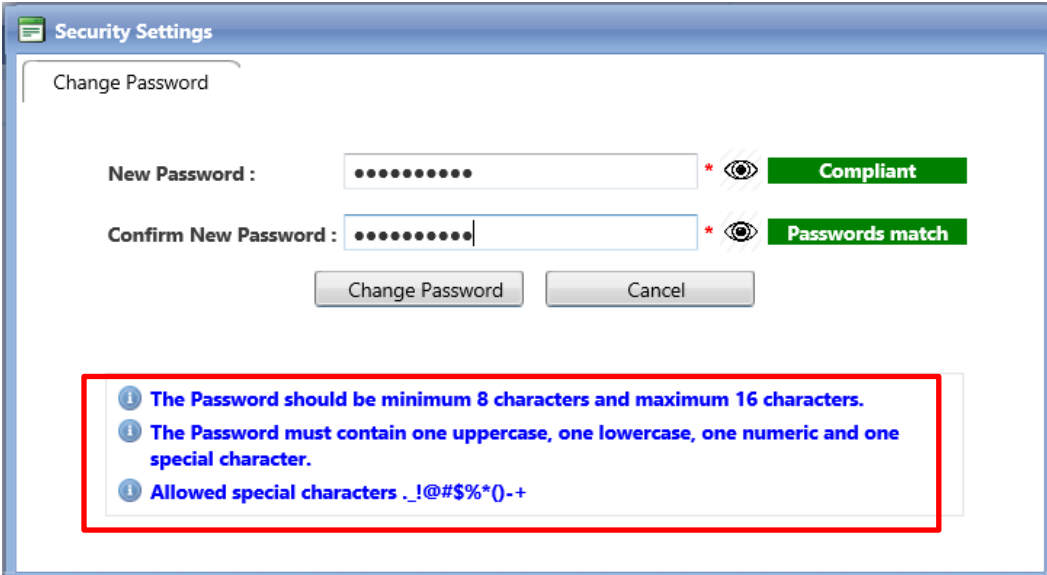 Security Settings
Change Password
New Password :
●●●●●●●●●●
*
Compliant
Confirm New Password :
●●●●●●●●●●
*
Passwords match
Change Password
Cancel
The Password should be minimum 8 characters and maximum 16 characters.
The Password must contain one uppercase, one lowercase, one numeric and one
special character.
Allowed special characters ._!@#$%*()-+